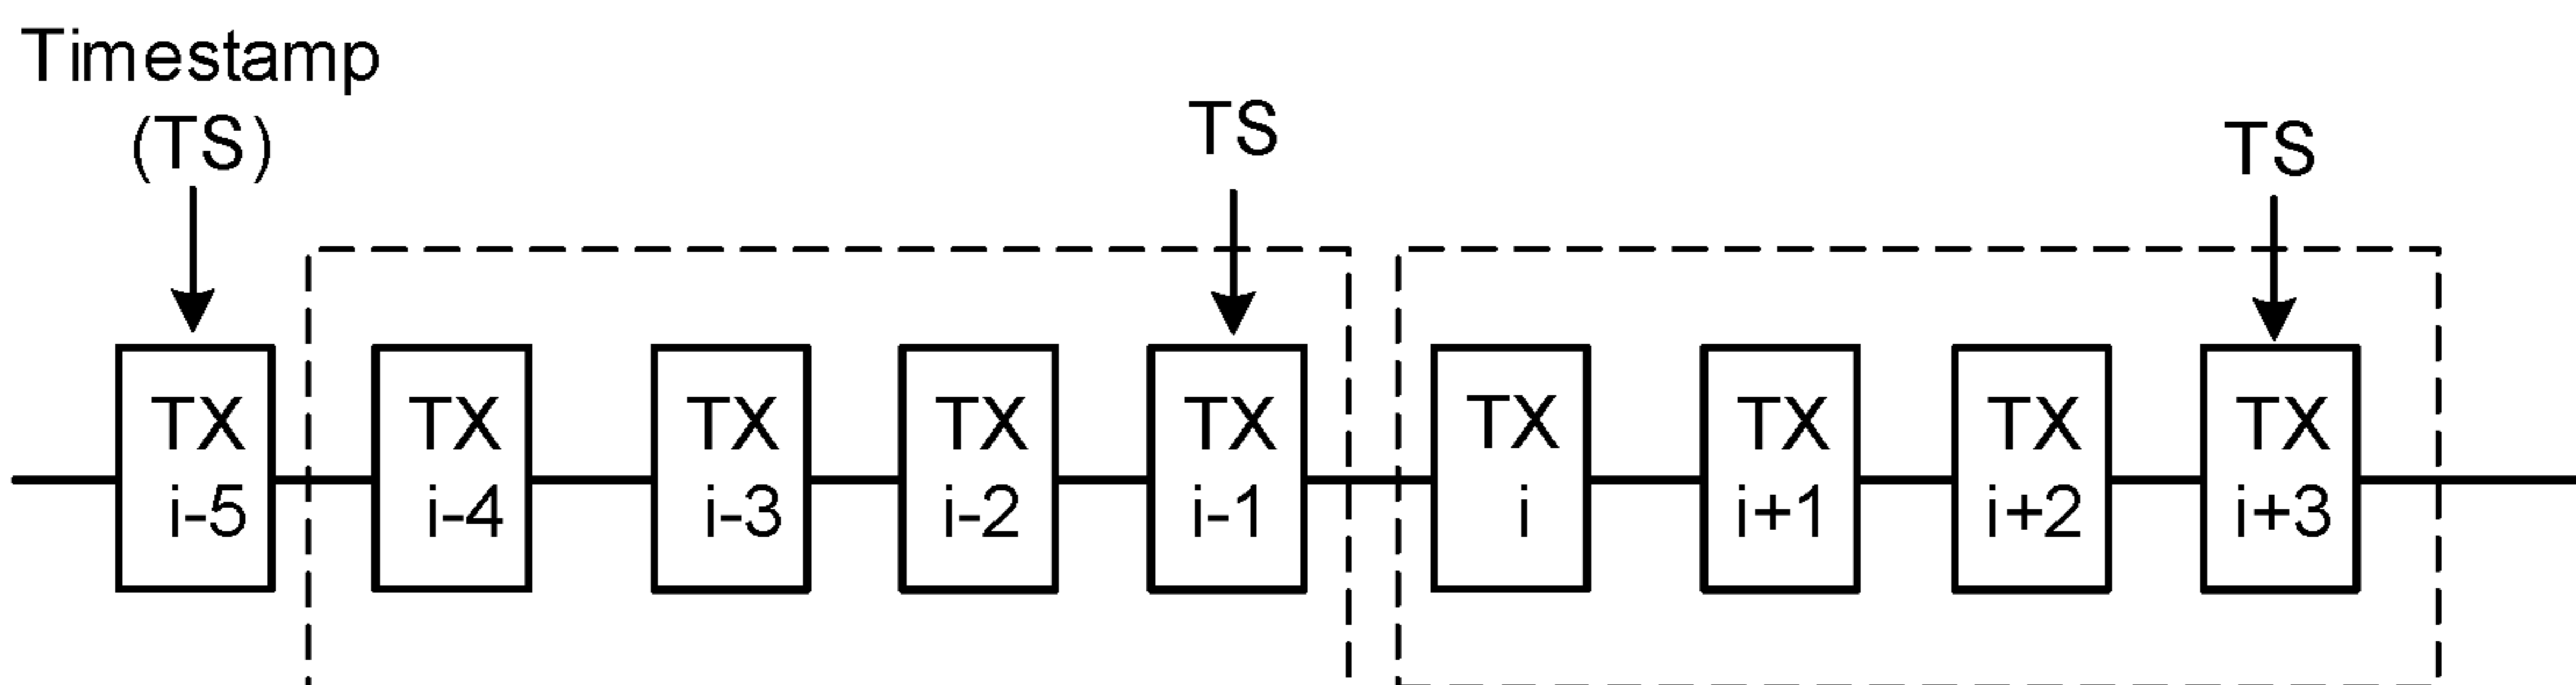 Timestamp
(TS)
TS
TS
TX
i-5
TX
i-4
TX
i-3
TX
i-2
TX
i-1
TX
i
TX
i+1
TX
i+2
TX
i+3